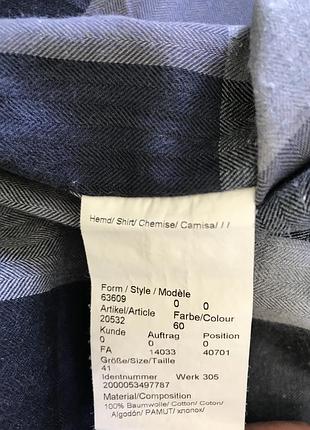 Hemd/ Shirt/ Chemise/ Camisa/ / /
Form / Style / Modèle
63609 0 0
Artikel/Article Farbe/Colour
20532 60
Kunde Auftrag Position
0 0 0
FA 14033 40701
Größe/Size/Taille
41
Identnummer Werk 305
2000053497787
Material/Composition
100% Baumwolle/ Cotton/ Coton/
Algodón/ PAMUT/ хлопок/